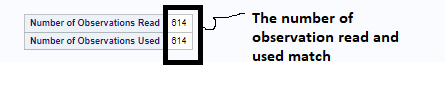 Number of Observations Read 614
Number of Observations Used 614
The number of
observation read and
used match